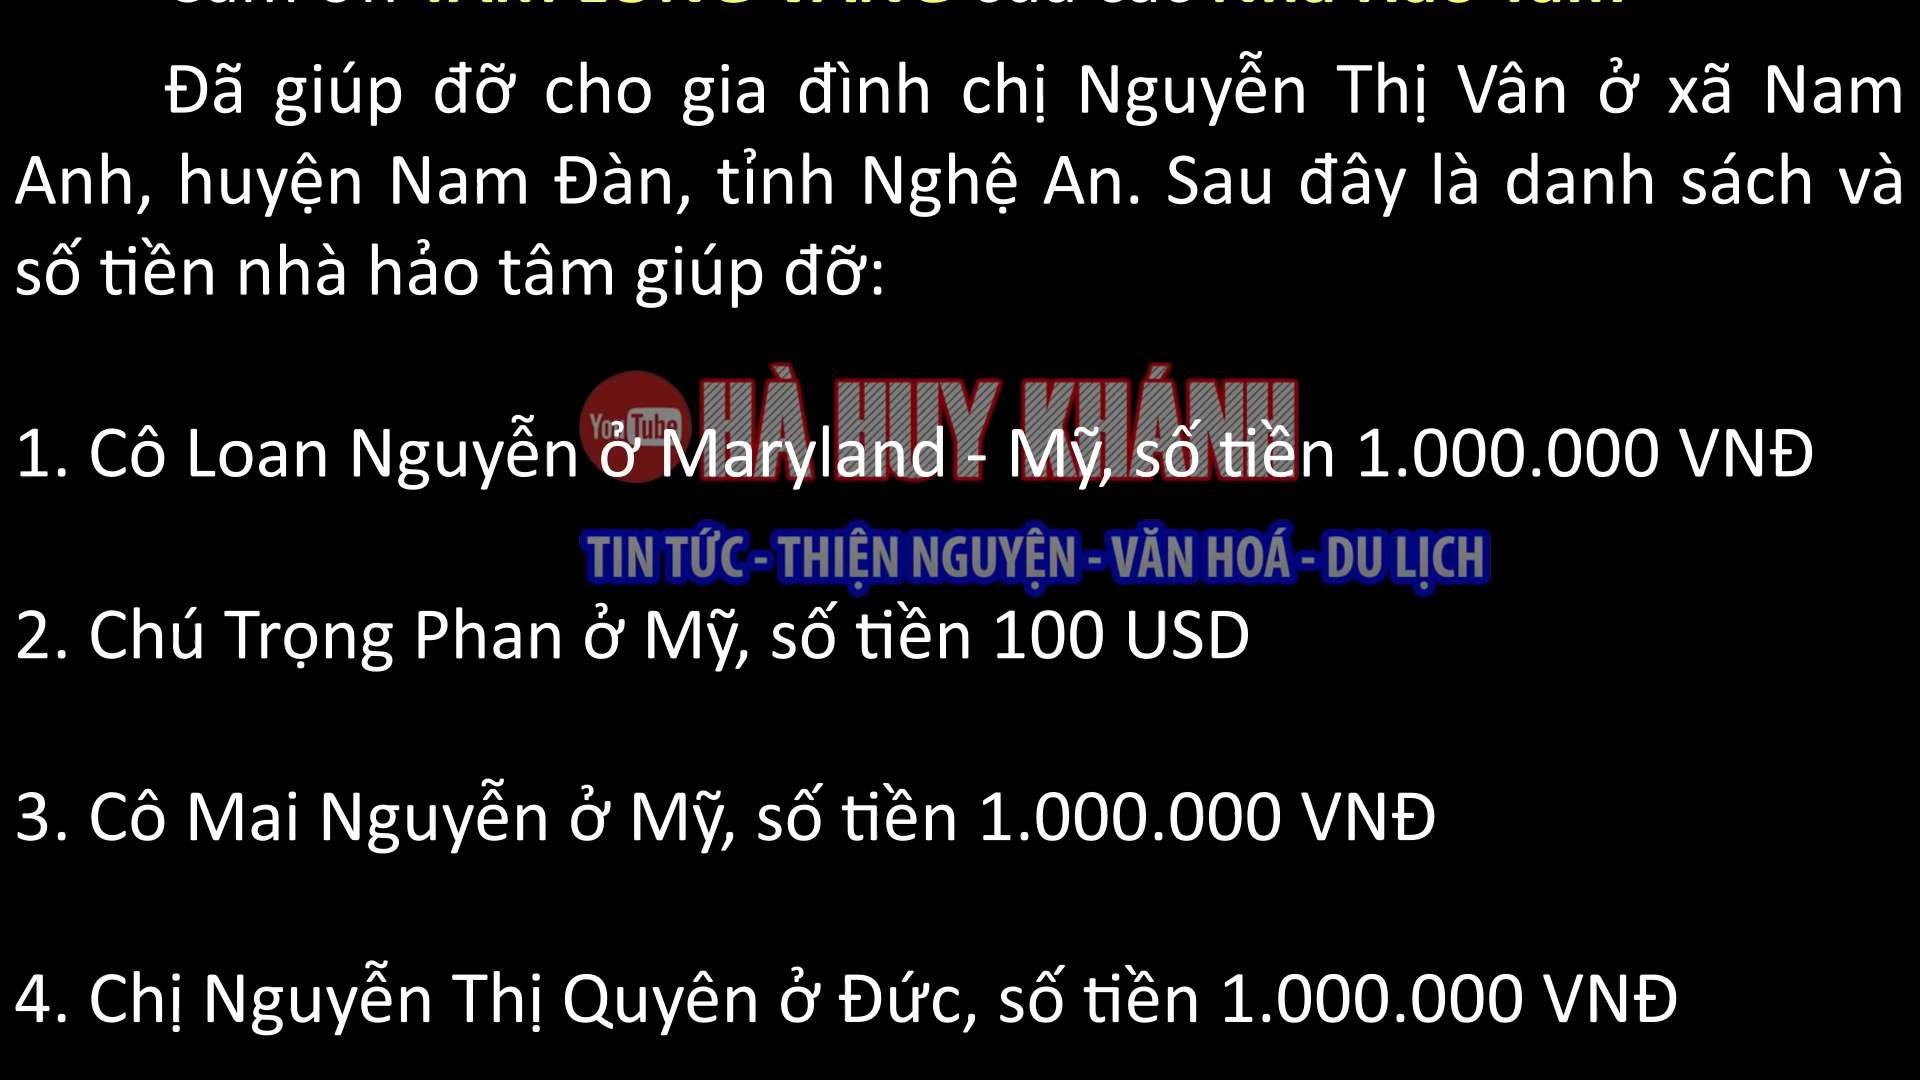 Đã giúp đỡ cho gia đình chị Nguyễn Thị Vân ở xã Nam
Anh, huyện Nam Đàn, tỉnh Nghệ An. Sau đây là danh sách và
số tiền nhà hảo tâm giúp đỡ:
YouTube HÀ HUY KHÁNH
1. Cô Loan Nguyễn ở Maryland - Mỹ, số tiền 1.000.000 VNĐ
TIN TỨC - THIỆN NGUYỆN - VĂN HOÁ - DU LỊCH
2. Chú Trọng Phan ở Mỹ, số tiền 100 USD
3. Cô Mai Nguyễn ở Mỹ, số tiền 1.000.000 VNĐ
4. Chị Nguyễn Thị Quyên ở Đức, số tiền 1.000.000 VNĐ